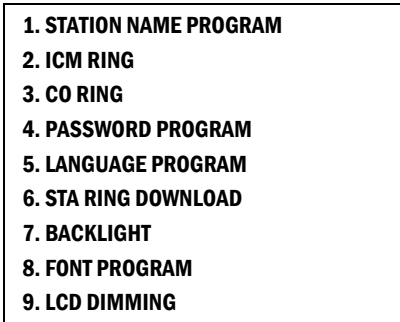 1. STATION NAME PROGRAM
2. ICM RING
3. CO RING
4. PASSWORD PROGRAM
5. LANGUAGE PROGRAM
6. STA RING DOWNLOAD
7. BACKLIGHT
8. FONT PROGRAM
9. LCD DIMMING